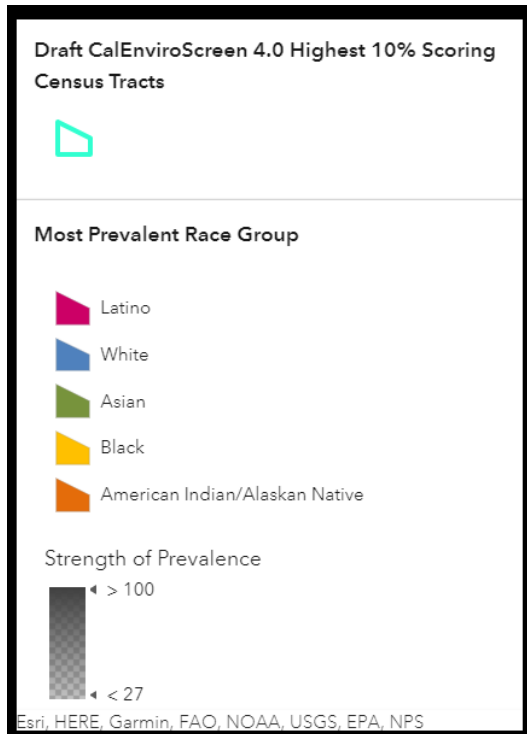 Draft CalEnviroScreen 4.0 Highest 10% Scoring
Census Tracts
Most Prevalent Race Group
Latino
White
Asian
Black
American Indian/Alaskan Native
Strength of Prevalence
> 100
< 27
Esri, HERE, Garmin, FAO, NOAA, USGS, EPA, NPS